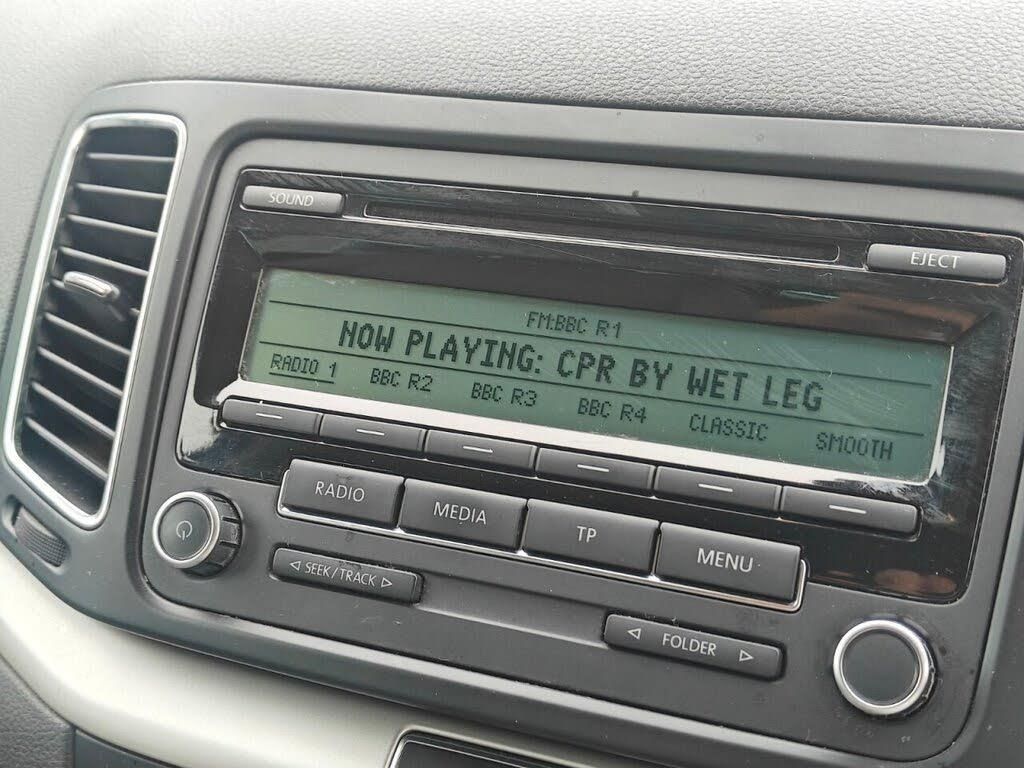 SOUND
EJECT
FM:BBC R1
NOW PLAYING: CPR BY WET LEG
RADIO 1 BBC R2 BBC R3 BBC R4 CLASSIC SMOOTH
RADIO MEDIA TP MENU
SEEK/TRACK
FOLDER